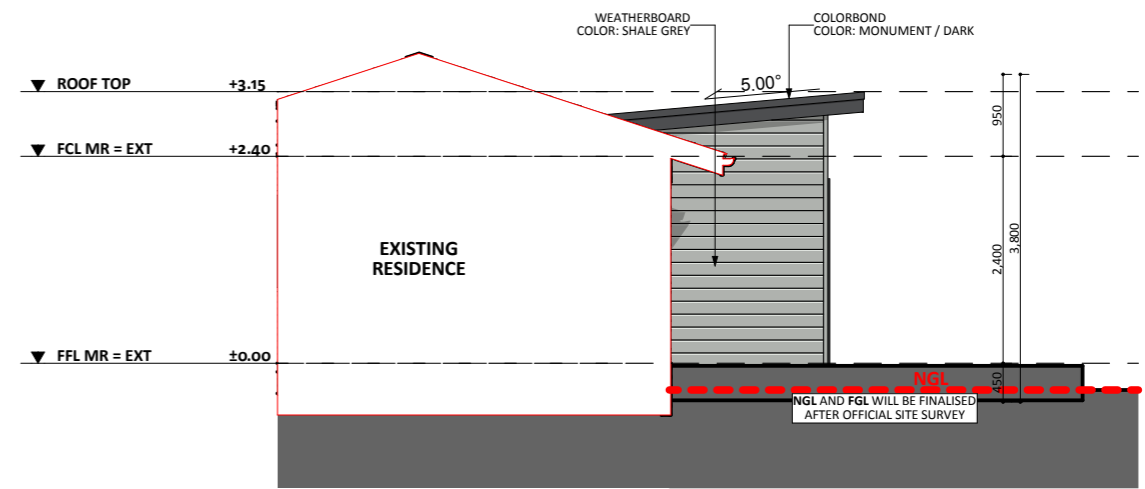 WEATHERBOARD
COLOR: SHALE GREY
COLORBOND
COLOR: MONUMENT / DARK
ROOF TOP +3.15
5.00°
950
FCL MR = EXT +2.40
EXISTING
RESIDENCE
2,400
3,800
FFL MR = EXT ±0.00
NGL
450
NGL AND FGL WILL BE FINALISED
AFTER OFFICIAL SITE SURVEY